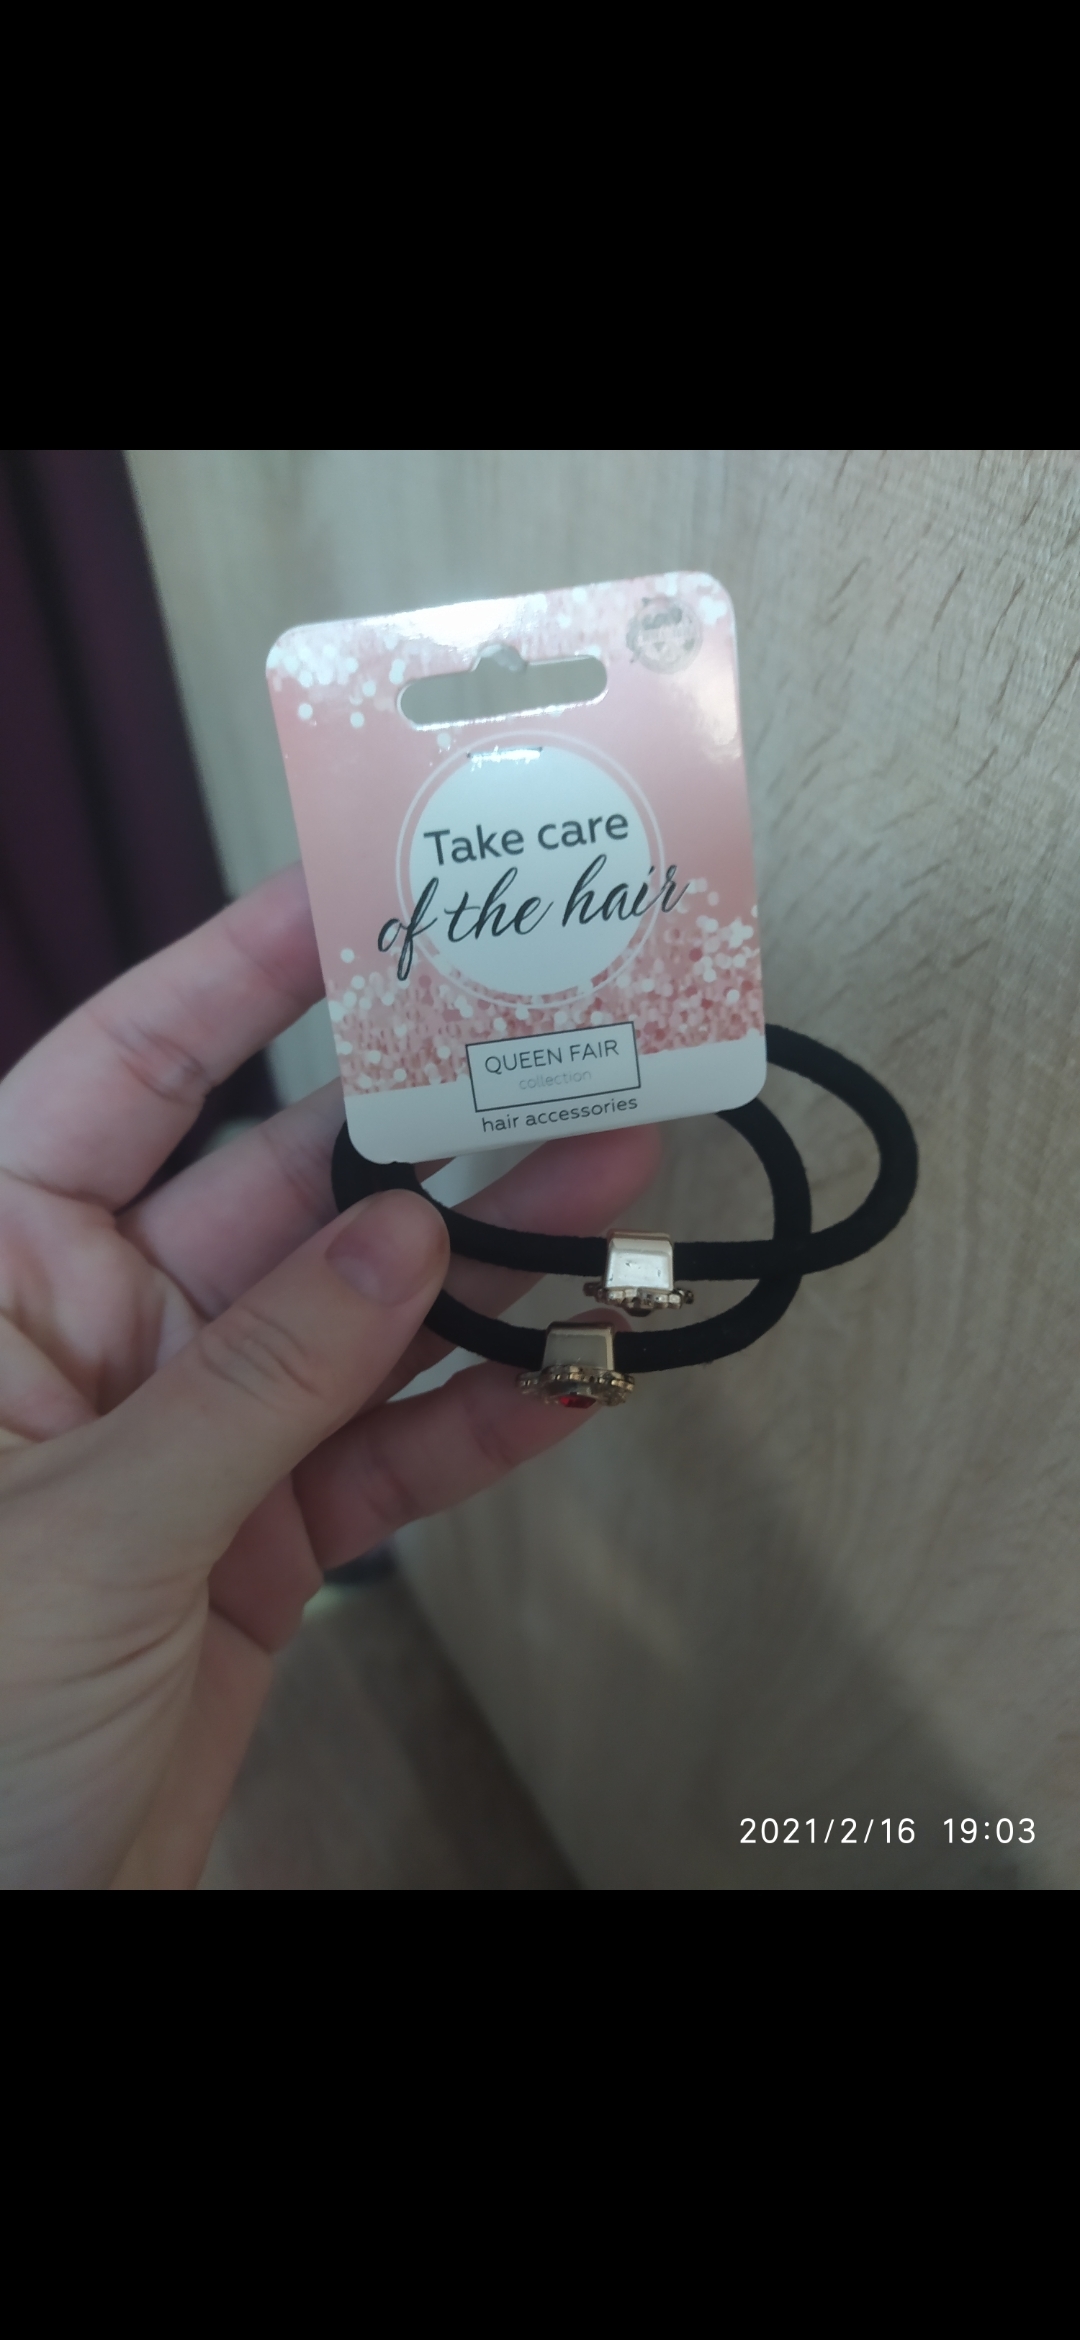 Take care
of the hair
QUEEN FAIR
collection
hair accessories
2021/2/16 19:03